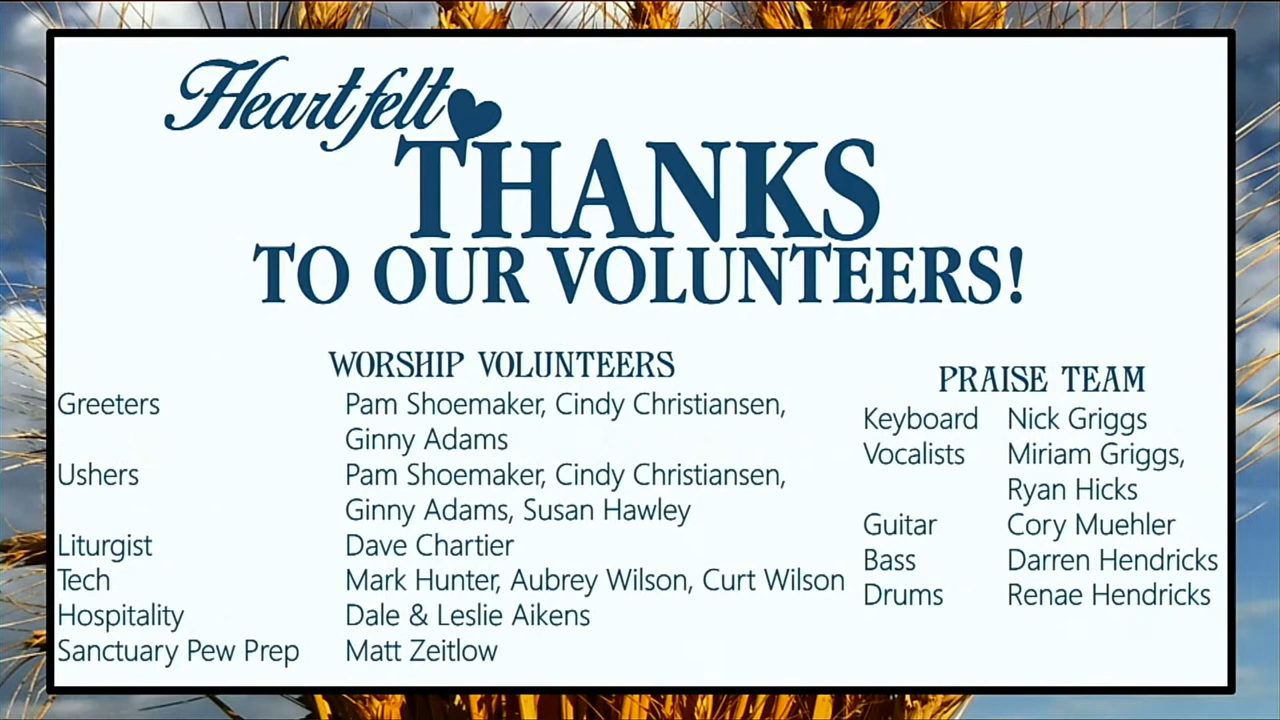 Heartfelt
THANKS
TO OUR VOLUNTEERS!
WORSHIP VOLUNTEERS
Greeters Pam Shoemaker, Cindy Christiansen,
Ginny Adams
Ushers Pam Shoemaker, Cindy Christiansen,
Ginny Adams, Susan Hawley
Liturgist Dave Chartier
Tech Mark Hunter, Aubrey Wilson, Curt Wilson
Hospitality Dale & Leslie Aikens
Sanctuary Pew Prep Matt Zeitlow
PRAISE TEAM
Keyboard Nick Griggs
Vocalists Miriam Griggs,
Ryan Hicks
Guitar Cory Muehler
Bass Darren Hendricks
Drums Renae Hendricks